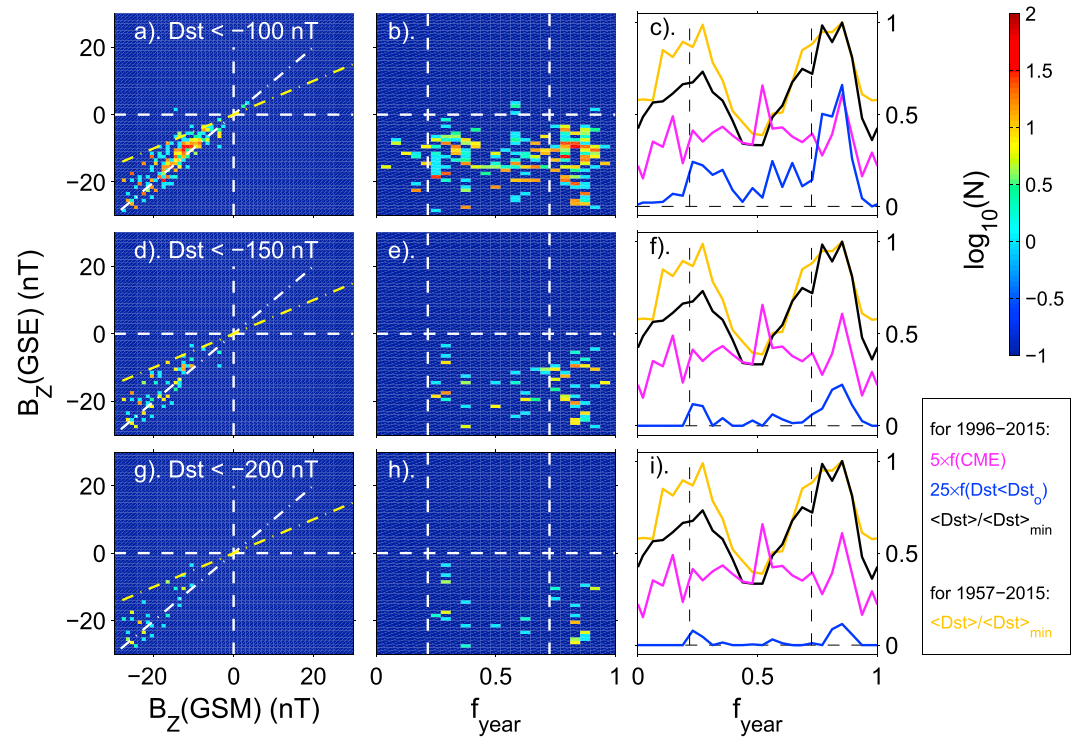 a). Dst < −100 nT
b).
c).
20
0
−20
1
0.5
0
d). Dst < −150 nT
e).
f).
20
0
−20
1
0.5
0
g). Dst < −200 nT
h).
i).
20
0
−20
1
0.5
0
−20 0 20
0 0.5 1
0 0.5 1
B_Z(GSE) (nT)
B_Z(GSM) (nT)
f_year
f_year
2
1.5
1
0.5
0
−0.5
−1
log_10(N)
for 1996−2015:
5×f(CME)
25×f(Dst<Dst_o)
<Dst>/<Dst>_min
for 1957−2015:
<Dst>/<Dst>_min